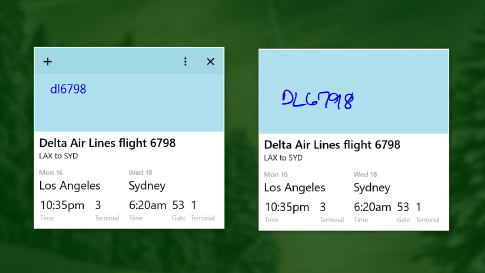 + ⋮ ✕
dl6798
Delta Air Lines flight 6798
LAX to SYD
Mon 16 Wed 18
Los Angeles Sydney
10:35pm 3 6:20am 53 1
Time Terminal Time Gate Terminal
DL6798
Delta Air Lines flight 6798
LAX to SYD
Mon 16 Wed 18
Los Angeles Sydney
10:35pm 3 6:20am 53 1
Time Terminal Time Gate Terminal